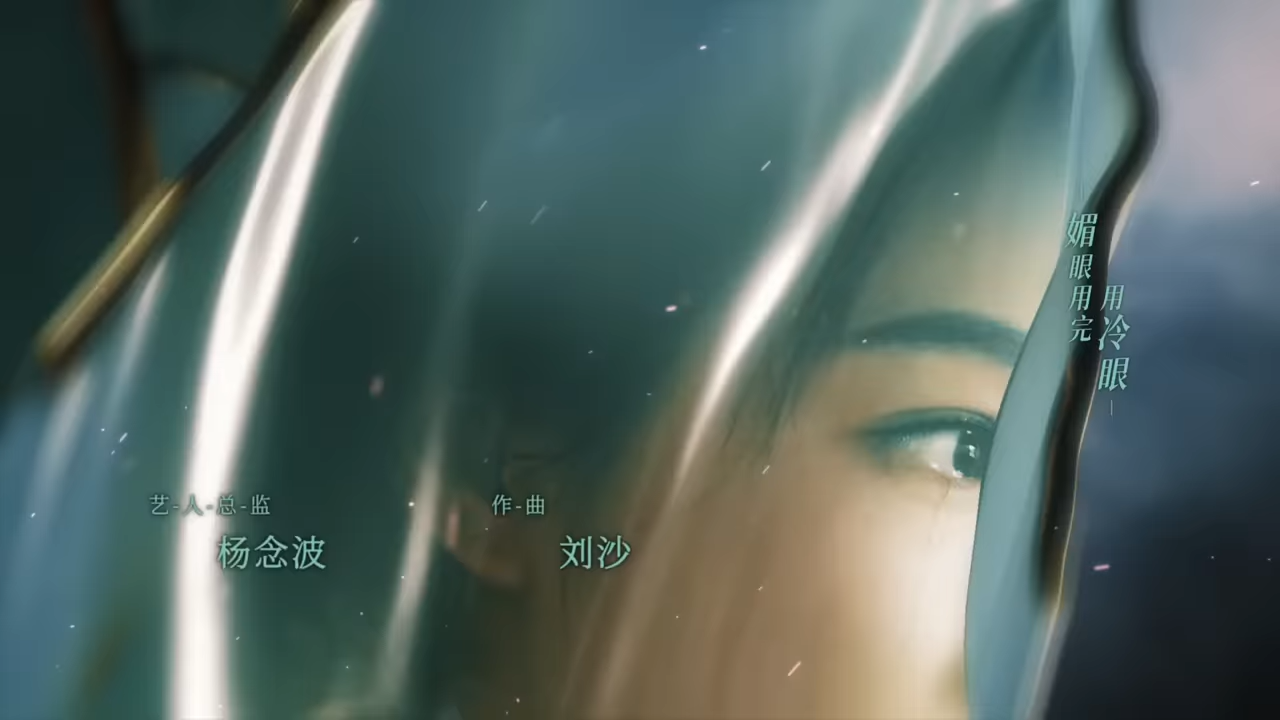 艺-人-总-监
杨念波
作-曲
刘沙
媚眼用完
用冷眼